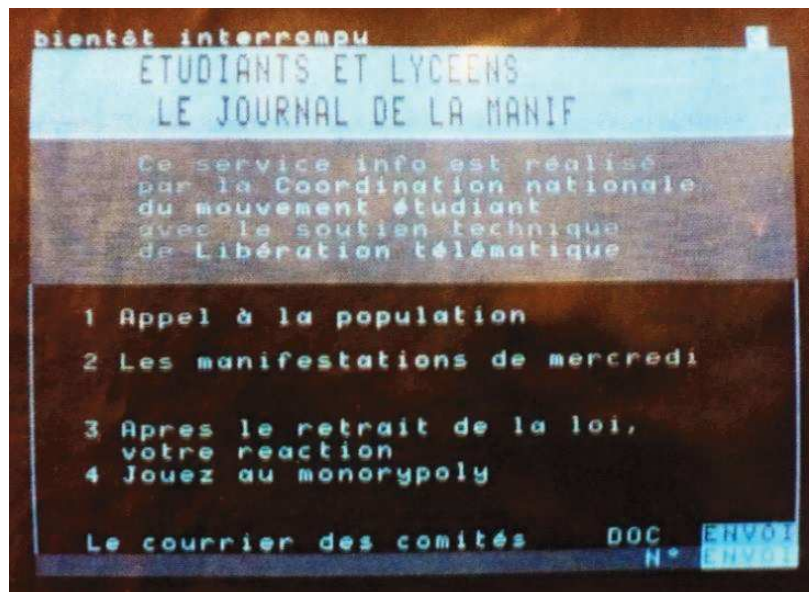 bientôt interrompu
ETUDIANTS ET LYCEENS
LE JOURNAL DE LA MANIF
Ce service info est réalisé
par la Coordination nationale
du mouvement étudiant
avec le soutien technique
de Libération télématique
1 Appel à la population
2 Les manifestations de mercredi
3 Apres le retrait de la loi,
votre reaction
4 Jouez au monorypoly
Le courrier des comités DOC ENVOI
N° ENVOI